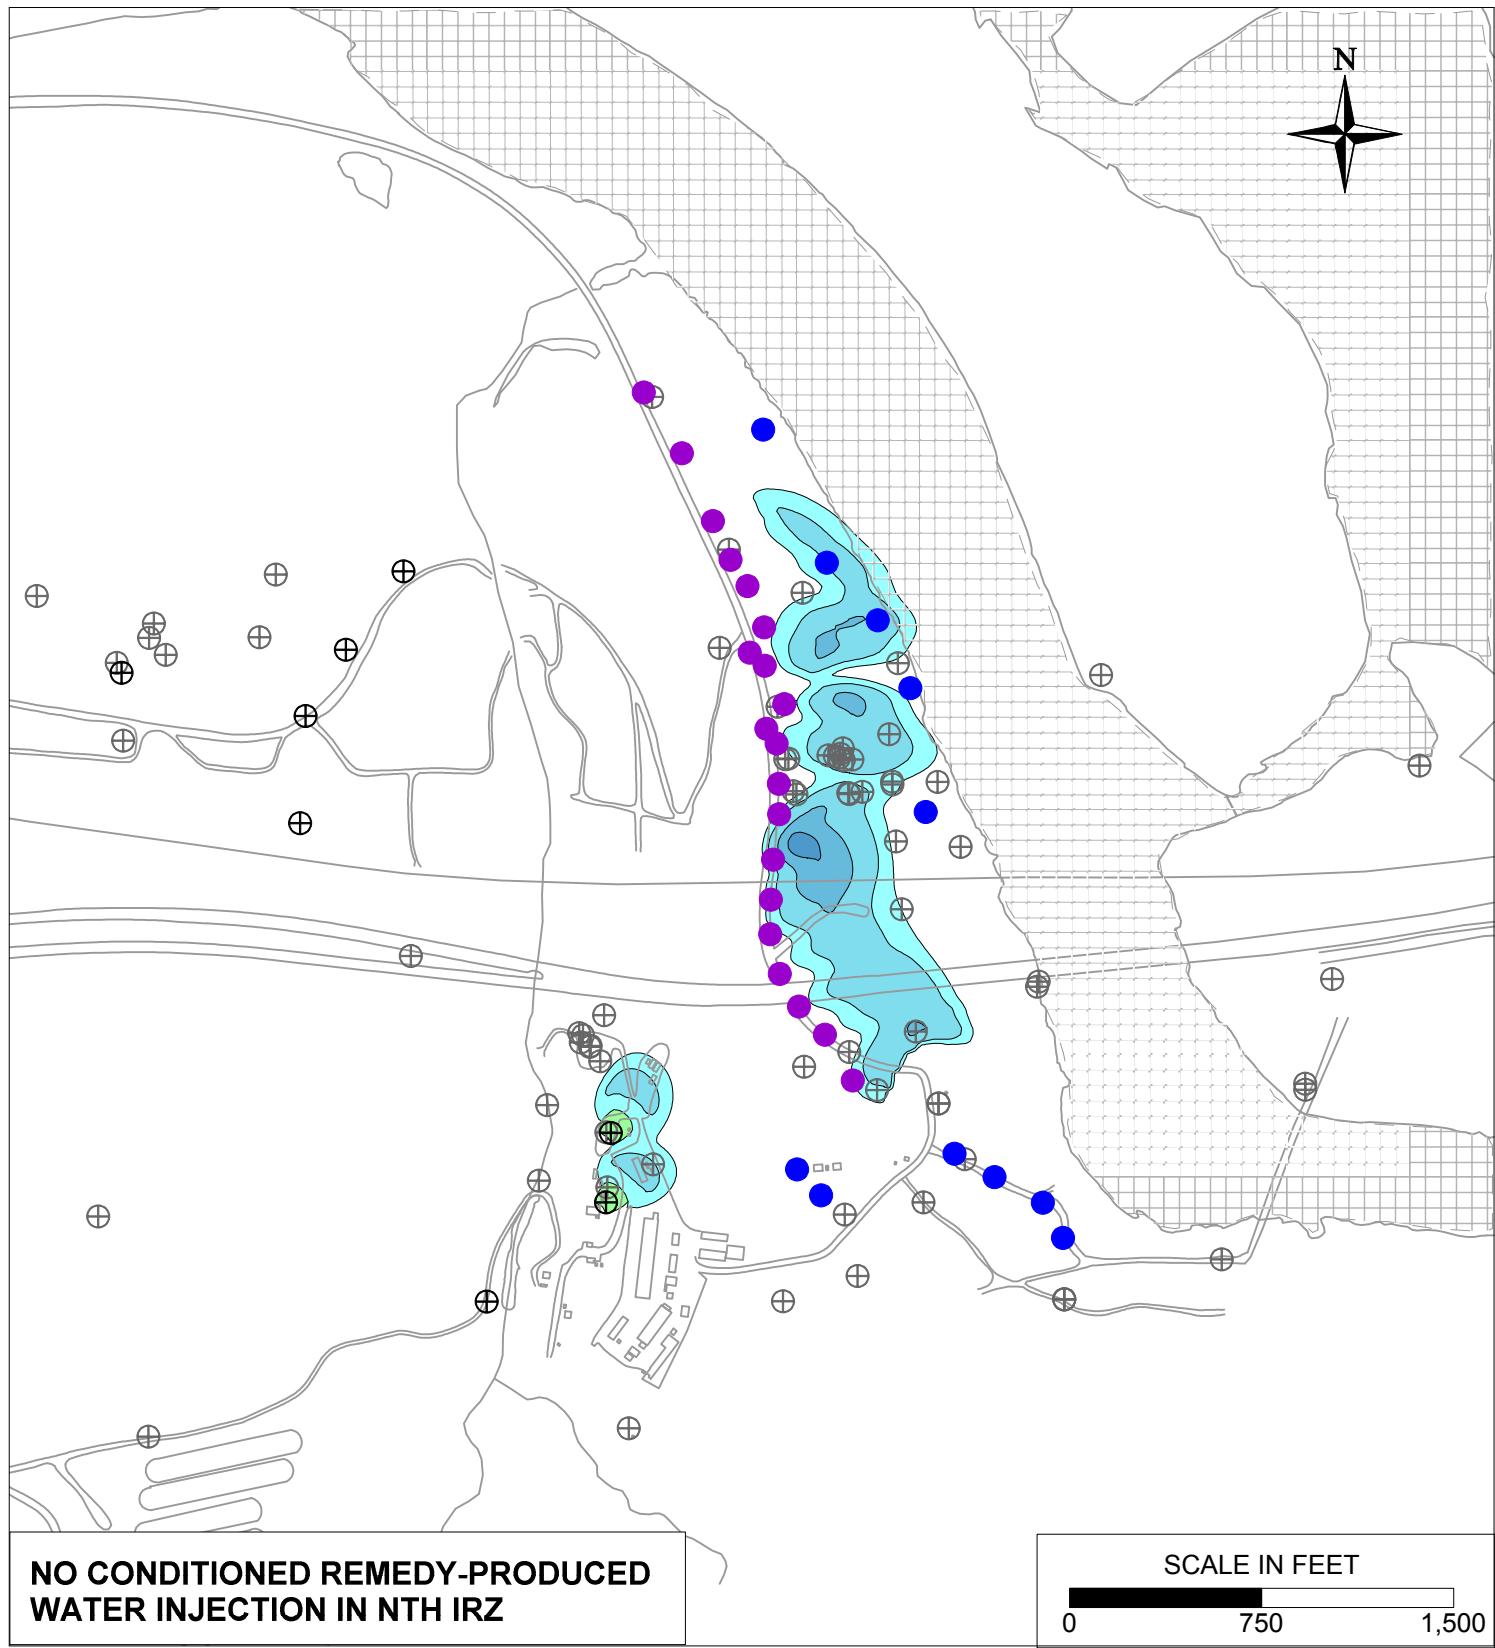 N
NO CONDITIONED REMEDY-PRODUCED
WATER INJECTION IN NTH IRZ
SCALE IN FEET
0 750 1,500